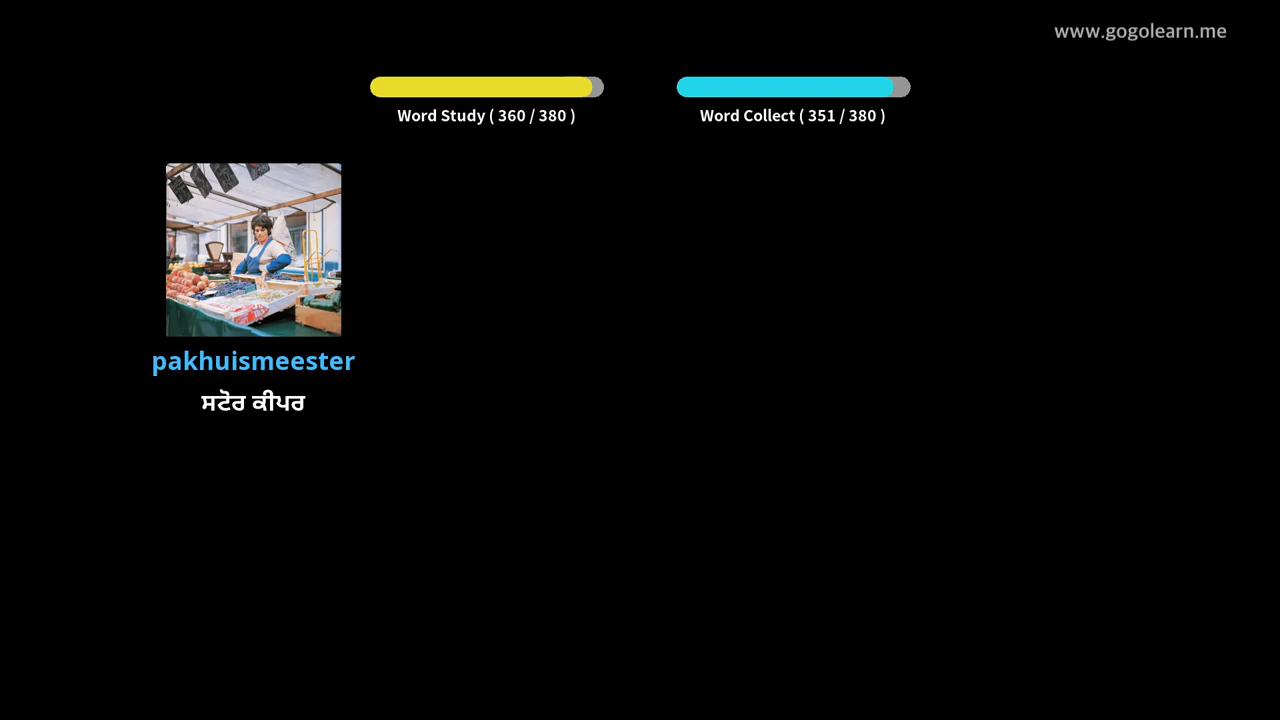 www.gogolearn.me
Word Study ( 360 / 380 )
Word Collect ( 351 / 380 )
pakhuismeester
ਸਟੋਰ ਕੀਪਰ